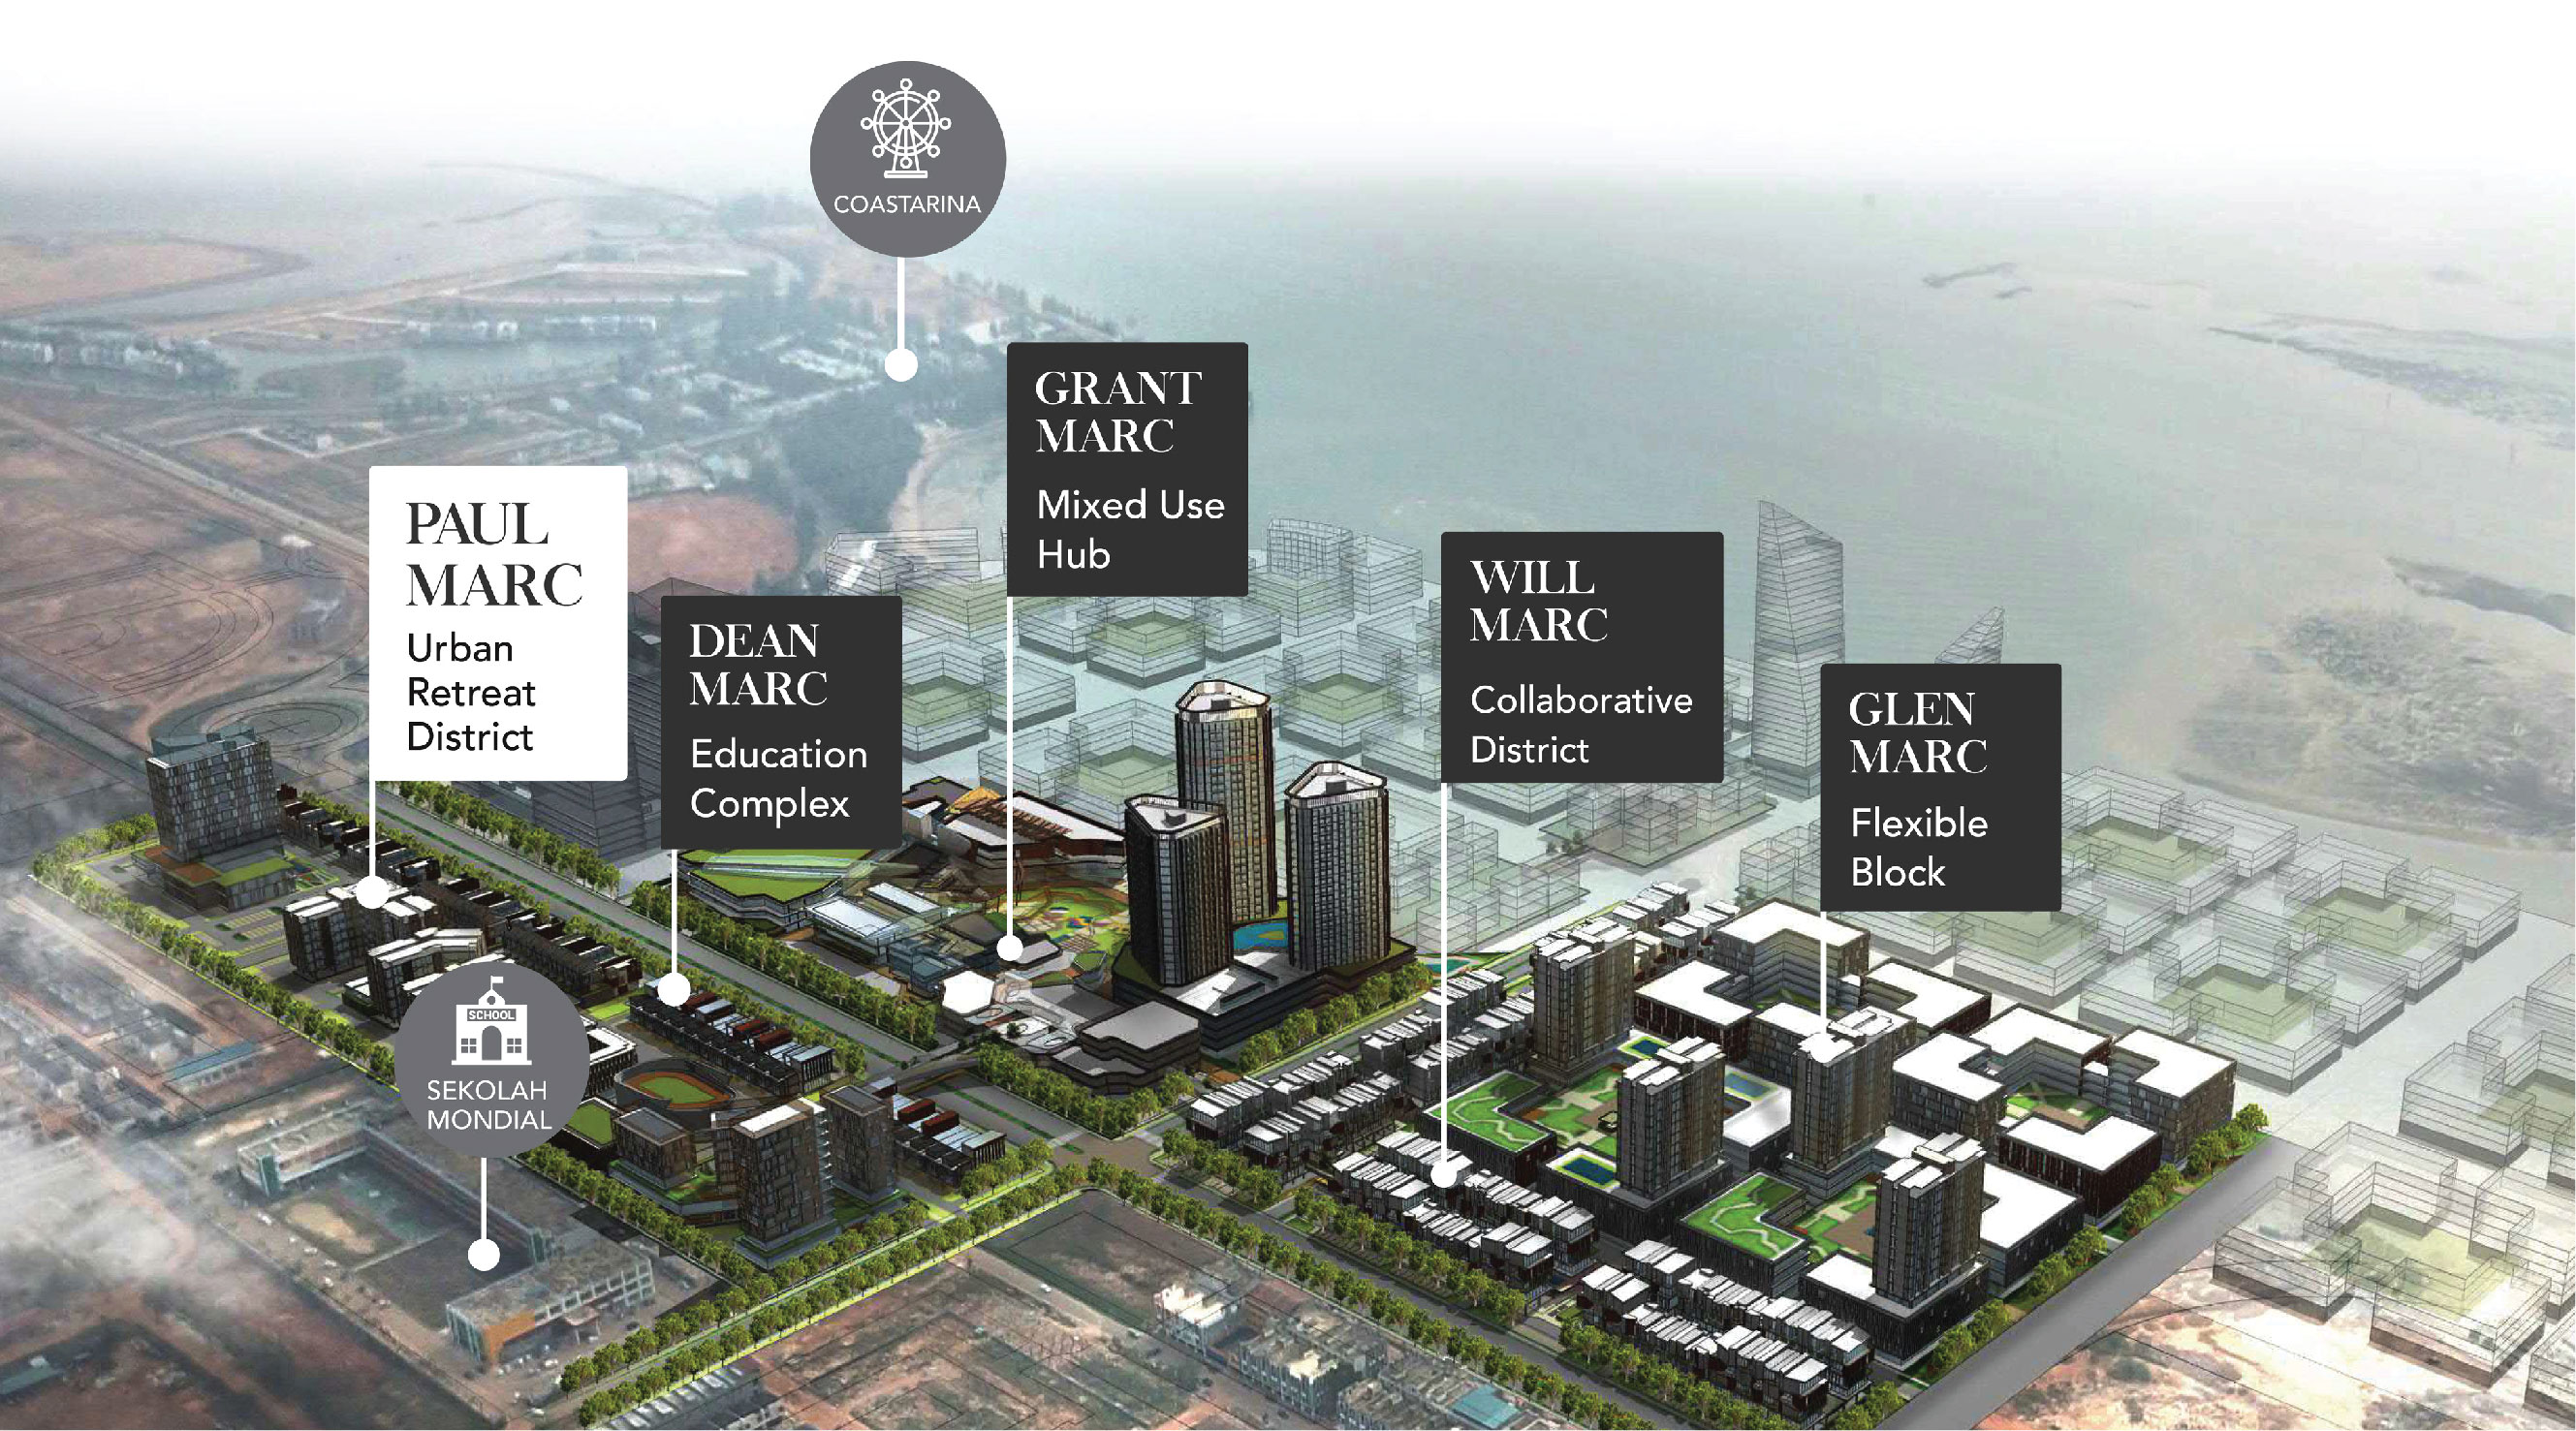 COASTARINA
GRANT
MARC
Mixed Use
Hub
PAUL
MARC
Urban
Retreat
District
DEAN
MARC
Education
Complex
WILL
MARC
Collaborative
District
GLEN
MARC
Flexible
Block
SCHOOL
SEKOLAH
MONDIAL